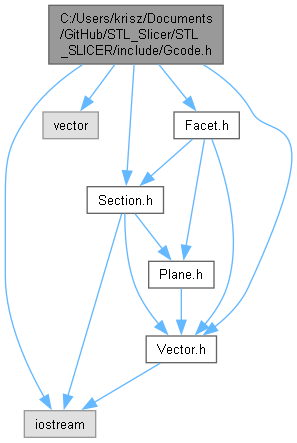 C:/Users/krisz/Documents
/GitHub/STL_Slicer/STL
_SLICER/include/Gcode.h
vector
Facet.h
Section.h
Plane.h
Vector.h
iostream